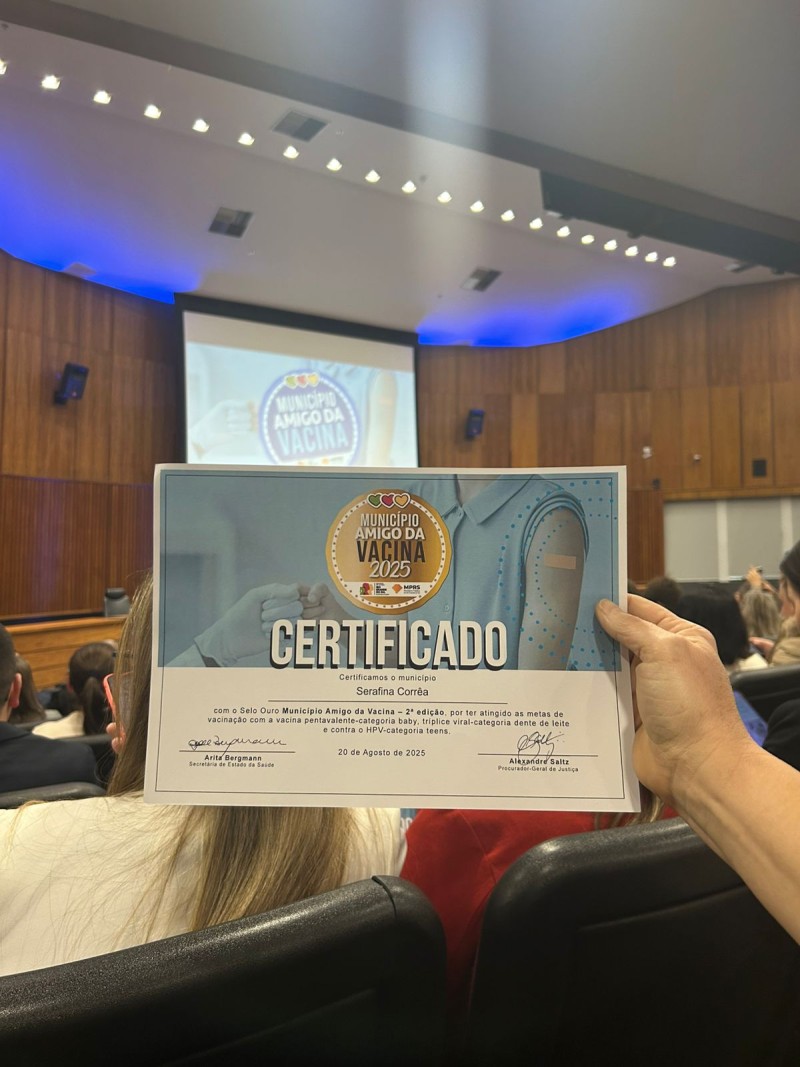 MUNICÍPIO
AMIGO DA
VACINA
MUNICÍPIO
AMIGO DA
VACINA
2025
MPRS
CERTIFICADO
Certificamos o município
Serafina Corrêa
com o Selo Ouro Município Amigo da Vacina – 2ª edição, por ter atingido as metas de
vacinação com a vacina pentavalente-categoria baby, tríplice viral-categoria dente de leite
e contra o HPV-categoria teens.
20 de Agosto de 2025
Arita Bergmann
Secretária de Estado da Saúde
Alexandre Saltz
Procurador-Geral de Justiça